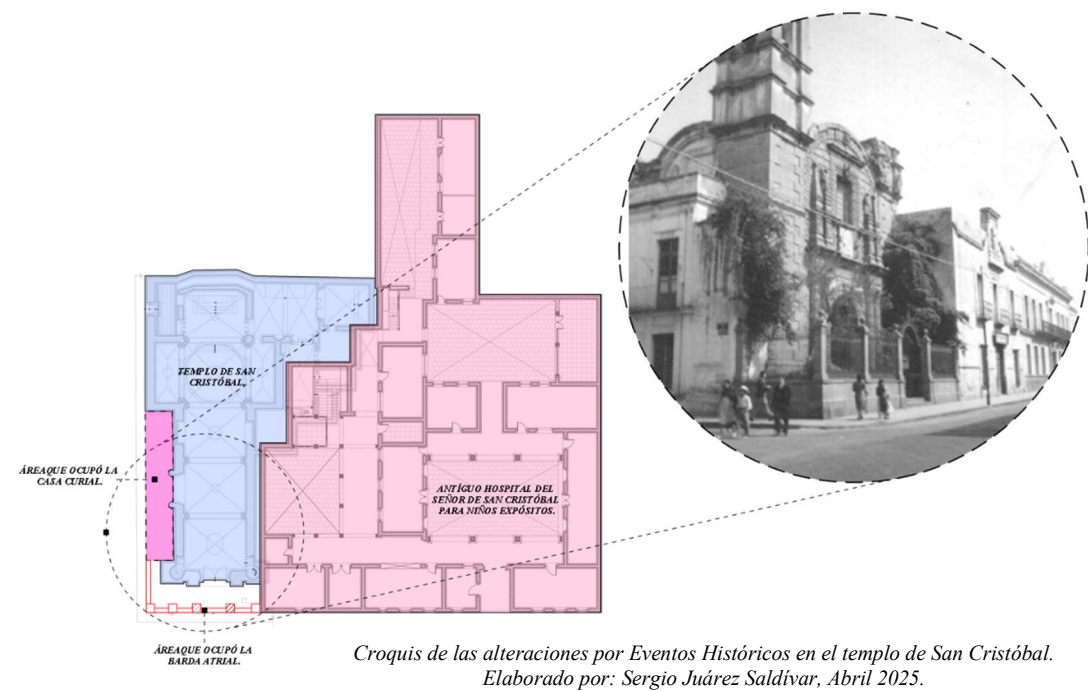 TEMPLO DE SAN
CRISTÓBAL.
ÁREAQUE OCUPÓ LA
CASA CURIAL.
ANTÍGUO HOSPITAL DEL
SEÑOR DE SAN CRISTÓBAL
PARA NIÑOS EXPÓSITOS.
ÁREAQUE OCUPÓ LA
BARDA ATRIAL.
Croquis de las alteraciones por Eventos Históricos en el templo de San Cristóbal.
Elaborado por: Sergio Juárez Saldívar, Abril 2025.